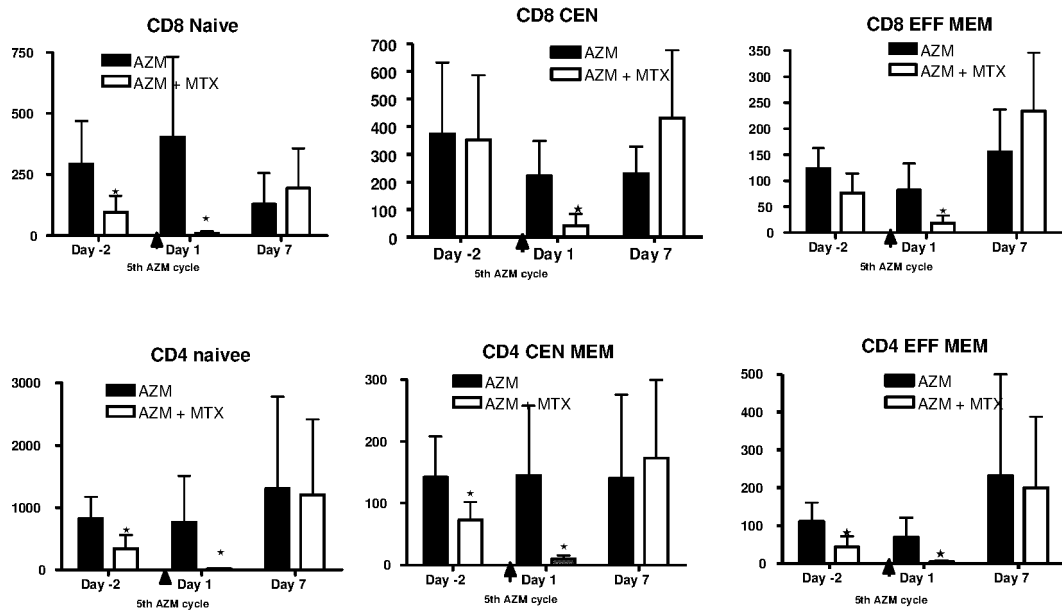 CD8 Naive
750
500
250
0
AZM
AZM + MTX
*
*
Day -2
Day 1
Day 7
5th AZM cycle
CD8 CEN
700
600
500
400
300
200
100
0
AZM
AZM + MTX
*
Day -2
Day 1
Day 7
5th AZM cycle
CD8 EFF MEM
350
300
250
200
150
100
50
0
AZM
AZM + MTX
*
Day -2
Day 1
Day 7
5th AZM cycle
CD4 naivee
3000
2000
1000
0
AZM
AZM + MTX
*
*
Day -2
Day 1
Day 7
5th AZM cycle
CD4 CEN MEM
300
200
100
0
AZM
AZM + MTX
*
*
Day -2
Day 1
Day 7
5th AZM cycle
CD4 EFF MEM
500
400
300
200
100
0
AZM
AZM + MTX
*
*
Day -2
Day 1
Day 7
5th AZM cycle